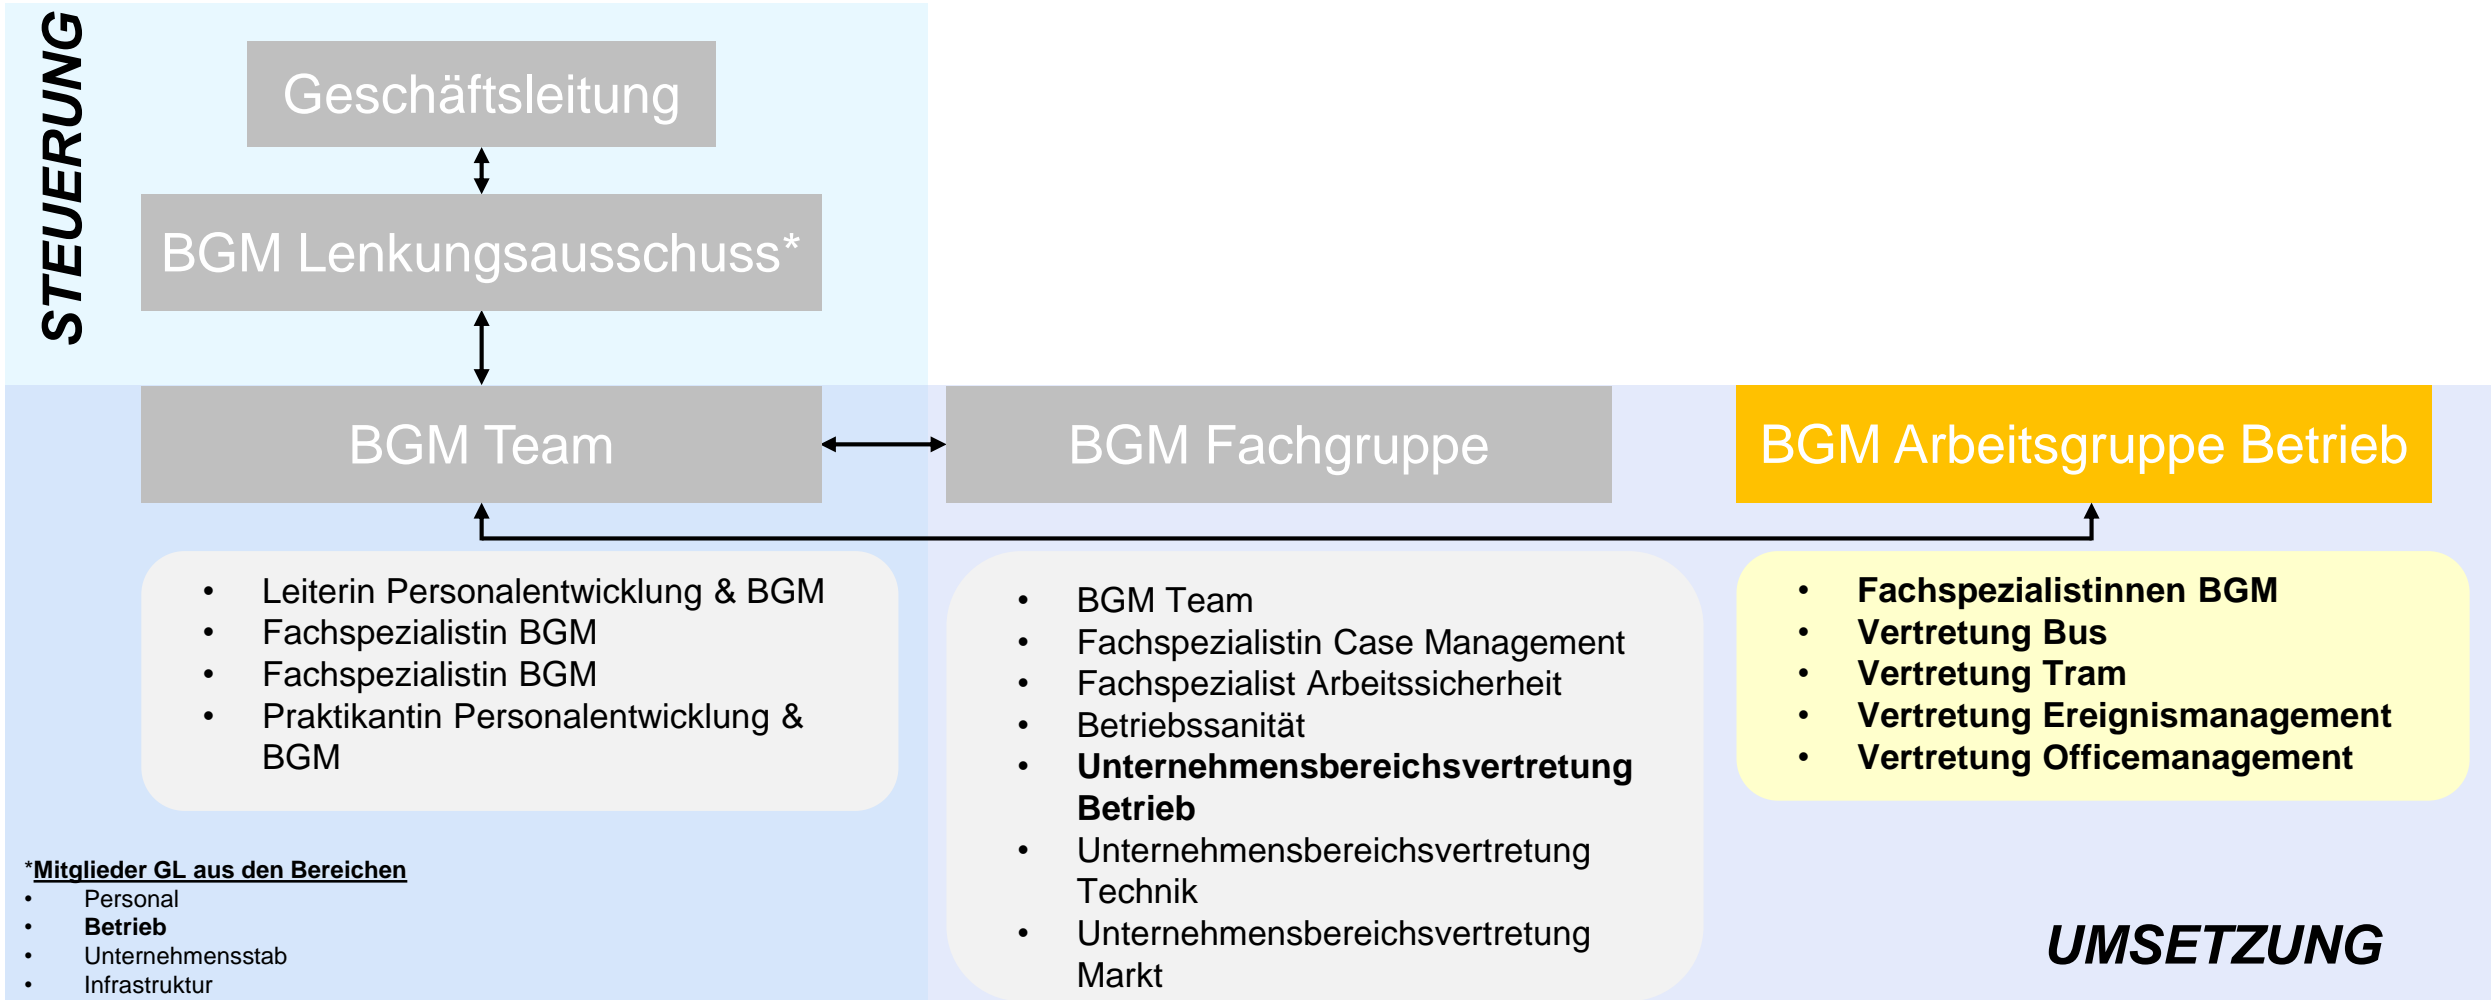 STEUERUNG
Geschäftsleitung
BGM Lenkungsausschuss*
BGM Team
BGM Fachgruppe
BGM Arbeitsgruppe Betrieb
• Leiterin Personalentwicklung & BGM
• Fachspezialistin BGM
• Fachspezialistin BGM
• Praktikantin Personalentwicklung &
BGM
• BGM Team
• Fachspezialistin Case Management
• Fachspezialist Arbeitssicherheit
• Betriebssanität
• Unternehmensbereichsvertretung
Betrieb
• Unternehmensbereichsvertretung
Technik
• Unternehmensbereichsvertretung
Markt
• Fachspezialistinnen BGM
• Vertretung Bus
• Vertretung Tram
• Vertretung Ereignismanagement
• Vertretung Officemanagement
*Mitglieder GL aus den Bereichen
• Personal
• Betrieb
• Unternehmensstab
• Infrastruktur
UMSETZUNG